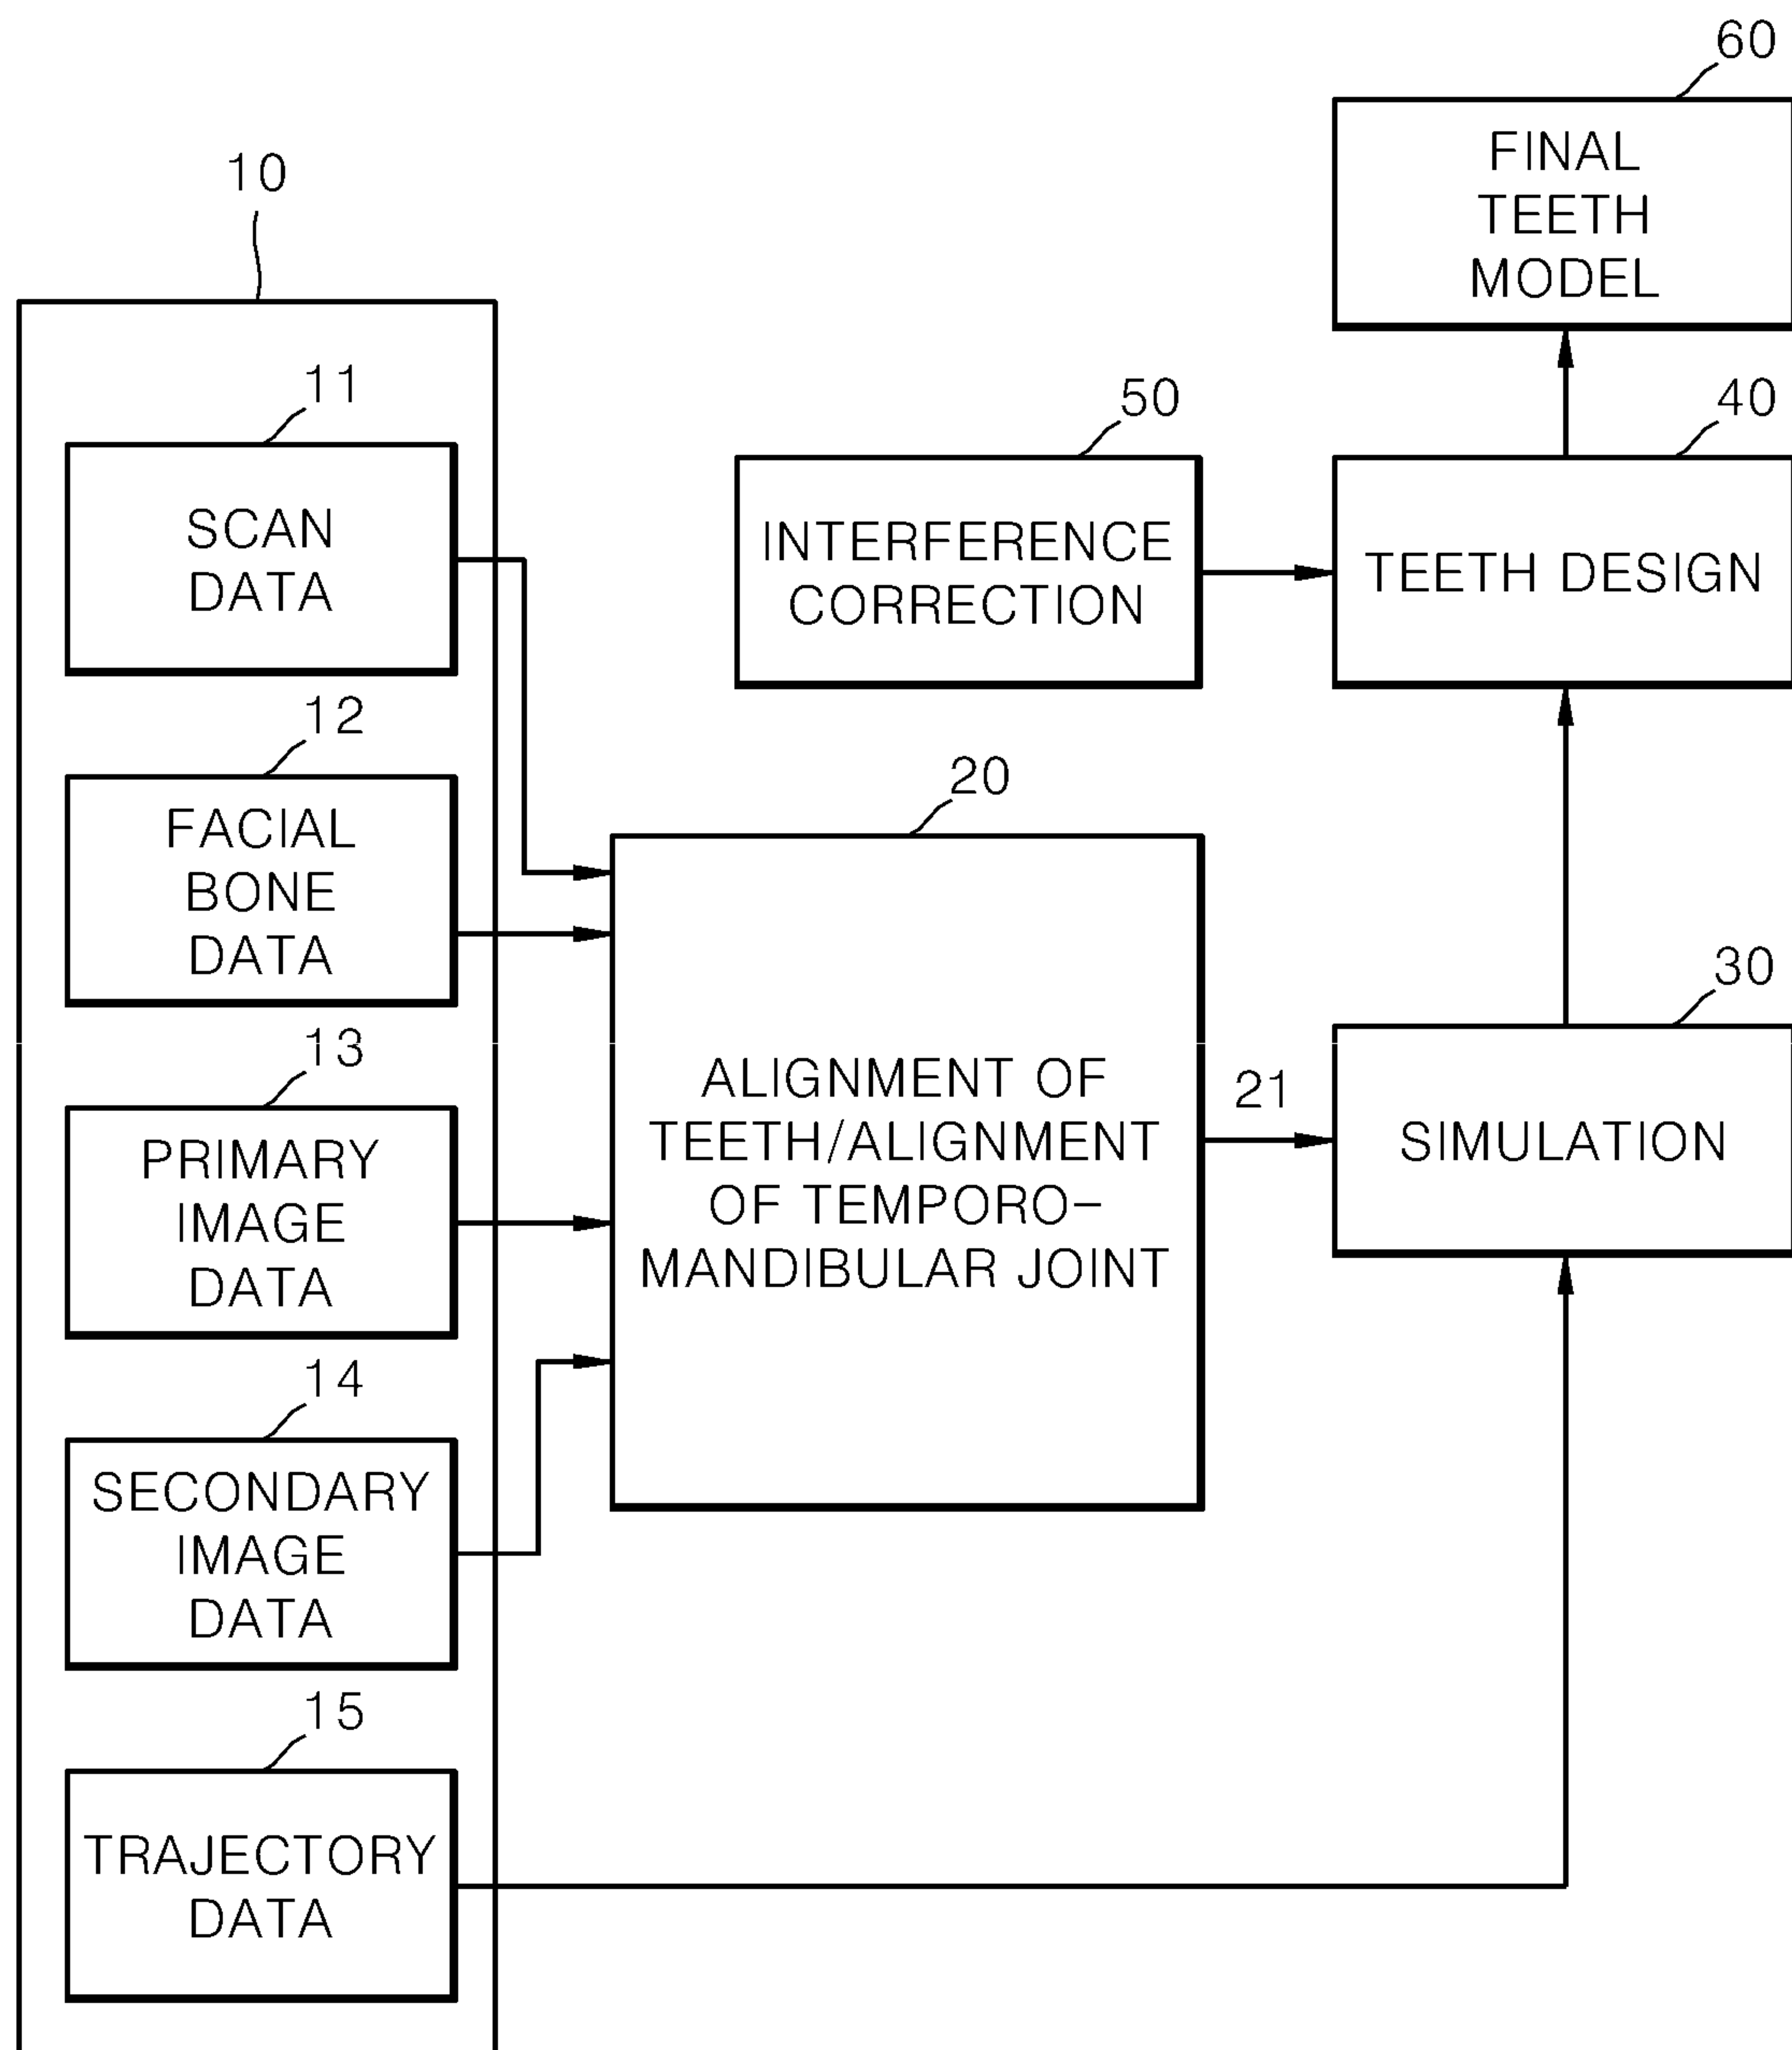 60
FINAL
TEETH
MODEL
10
11
SCAN
DATA
50
INTERFERENCE
CORRECTION
40
TEETH DESIGN
12
FACIAL
BONE
DATA
20
ALIGNMENT OF
TEETH/ALIGNMENT
OF TEMPORO-
MANDIBULAR JOINT
21
30
SIMULATION
13
PRIMARY
IMAGE
DATA
14
SECONDARY
IMAGE
DATA
15
TRAJECTORY
DATA